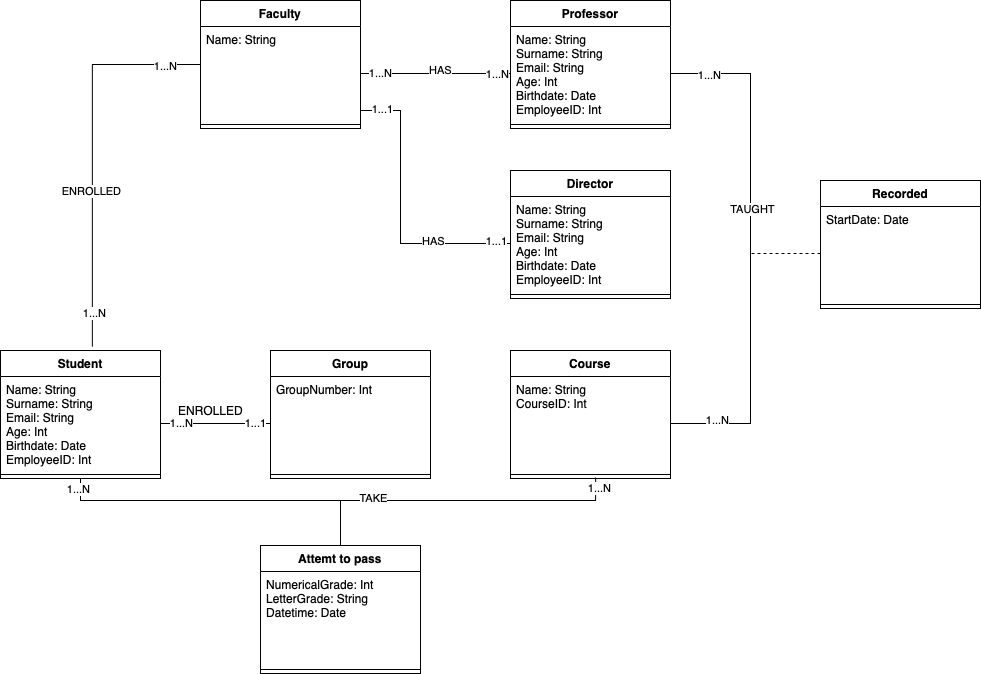 Faculty
Name: String
Professor
Name: String
Surname: String
Email: String
Age: Int
Birthdate: Date
EmployeeID: Int
1...N
1...N
HAS
1...N
1...N
1...1
Director
Name: String
Surname: String
Email: String
Age: Int
Birthdate: Date
EmployeeID: Int
ENROLLED
HAS
1...1
TAUGHT
Recorded
StartDate: Date
1...N
Student
Name: String
Surname: String
Email: String
Age: Int
Birthdate: Date
EmployeeID: Int
ENROLLED
1...N
1...1
Group
GroupNumber: Int
Course
Name: String
CourseID: Int
1...N
1...N
TAKE
1...N
Attemt to pass
NumericalGrade: Int
LetterGrade: String
Datetime: Date